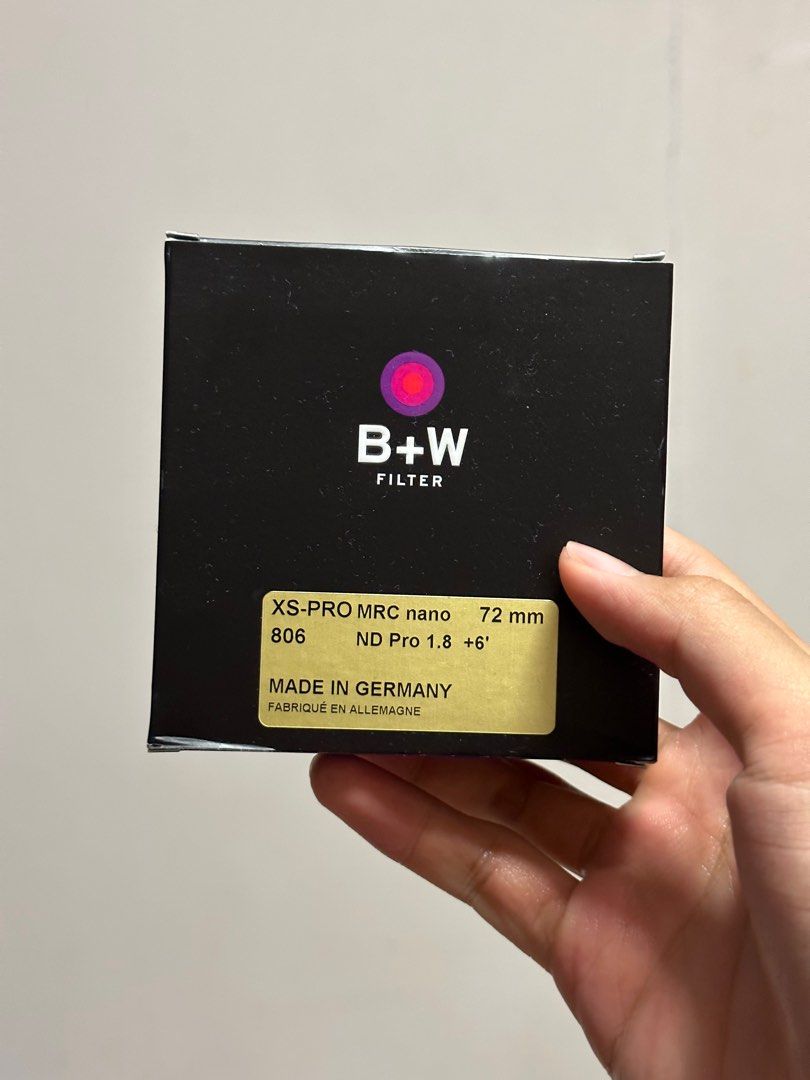 B+W
FILTER
XS-PRO MRC nano 72 mm
806 ND Pro 1.8 +6'
MADE IN GERMANY
FABRIQUÉ EN ALLEMAGNE